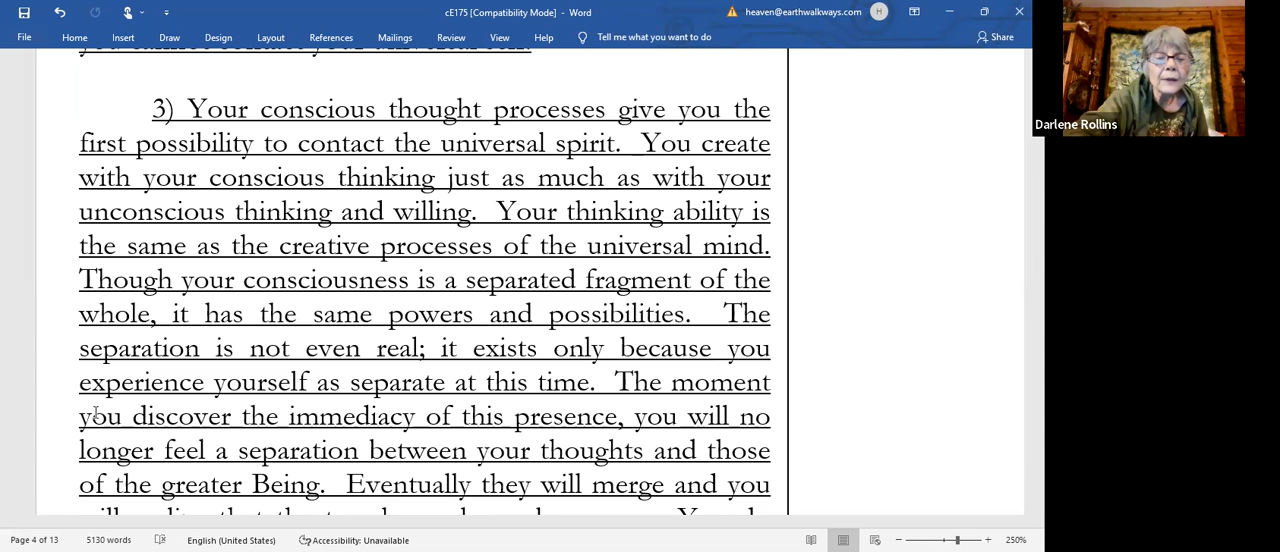 cE175 [Compatibility Mode] - Word
heaven@earthwalkways.com
H
File Home Insert Draw Design Layout References Mailings Review View Help Tell me what you want to do Share
Darlene Rollins
you cannot contact your universal self.
3) Your conscious thought processes give you the
first possibility to contact the universal spirit. You create
with your conscious thinking just as much as with your
unconscious thinking and willing. Your thinking ability is
the same as the creative processes of the universal mind.
Though your consciousness is a separated fragment of the
whole, it has the same powers and possibilities. The
separation is not even real; it exists only because you
experience yourself as separate at this time. The moment
you discover the immediacy of this presence, you will no
longer feel a separation between your thoughts and those
of the greater Being. Eventually they will merge and you
Page 4 of 13 5130 words English (United States) Accessibility: Unavailable 250%